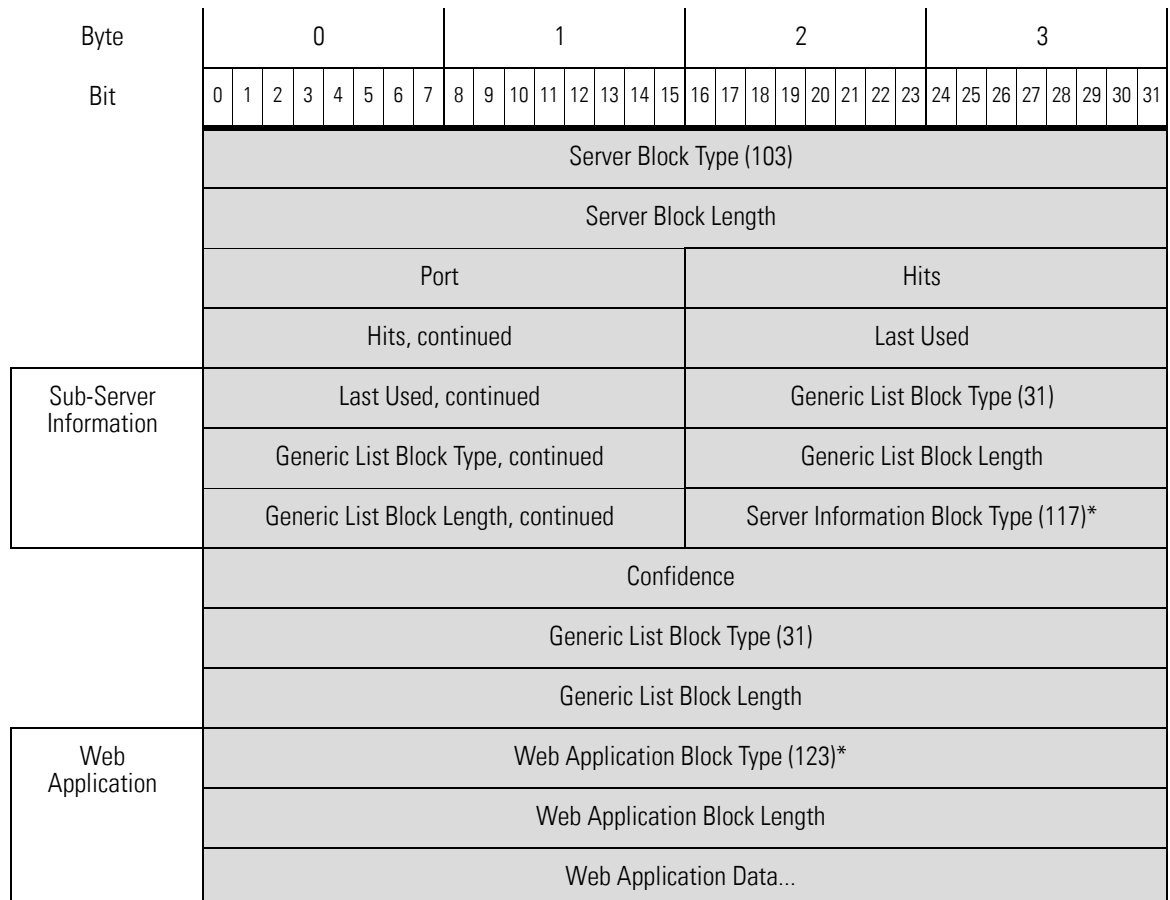 Byte 0 1 2 3
Bit 0 1 2 3 4 5 6 7 8 9 10 11 12 13 14 15 16 17 18 19 20 21 22 23 24 25 26 27 28 29 30 31
Server Block Type (103)
Server Block Length
Port Hits
Hits, continued Last Used
Sub-Server
Information
Last Used, continued Generic List Block Type (31)
Generic List Block Type, continued Generic List Block Length
Generic List Block Length, continued Server Information Block Type (117)*
Confidence
Generic List Block Type (31)
Generic List Block Length
Web
Application
Web Application Block Type (123)*
Web Application Block Length
Web Application Data...